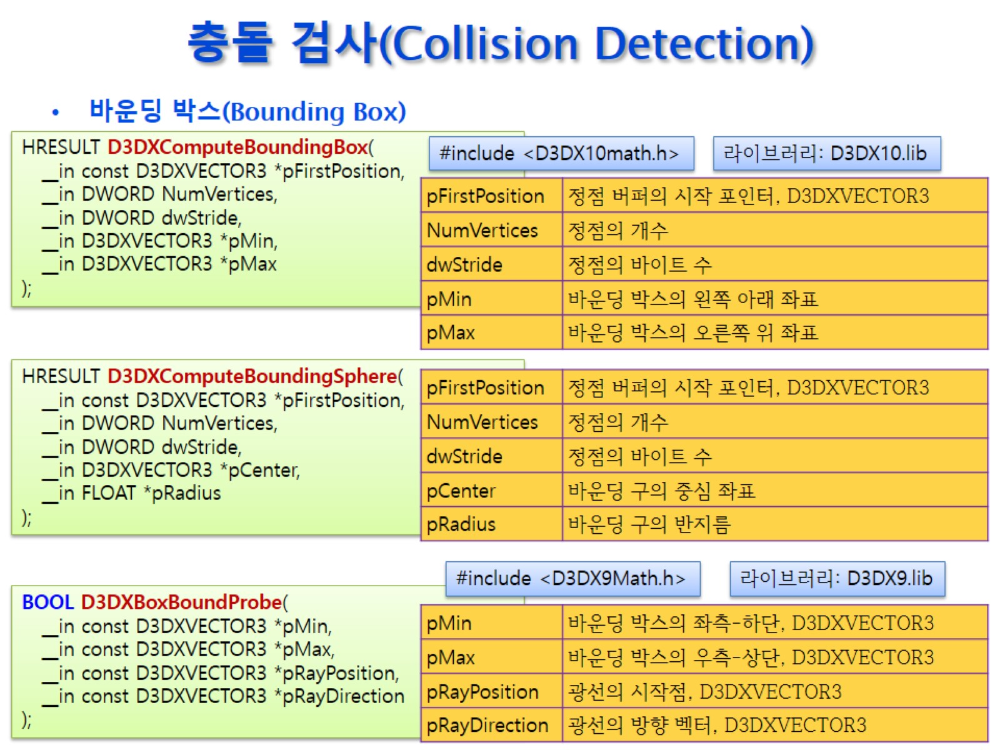 충돌 검사(Collision Detection)
• 바운딩 박스(Bounding Box)
HRESULT D3DXComputeBoundingBox(
__in const D3DXVECTOR3 *pFirstPosition,
__in DWORD NumVertices,
__in DWORD dwStride,
__in D3DXVECTOR3 *pMin,
__in D3DXVECTOR3 *pMax
);
#include <D3DX10math.h>
라이브러리: D3DX10.lib
pFirstPosition 정점 버퍼의 시작 포인터, D3DXVECTOR3
NumVertices 정점의 개수
dwStride 정점의 바이트 수
pMin 바운딩 박스의 왼쪽 아래 좌표
pMax 바운딩 박스의 오른쪽 위 좌표
HRESULT D3DXComputeBoundingSphere(
__in const D3DXVECTOR3 *pFirstPosition,
__in DWORD NumVertices,
__in DWORD dwStride,
__in D3DXVECTOR3 *pCenter,
__in FLOAT *pRadius
);
pFirstPosition 정점 버퍼의 시작 포인터, D3DXVECTOR3
NumVertices 정점의 개수
dwStride 정점의 바이트 수
pCenter 바운딩 구의 중심 좌표
pRadius 바운딩 구의 반지름
#include <D3DX9Math.h>
라이브러리: D3DX9.lib
BOOL D3DXBoxBoundProbe(
__in const D3DXVECTOR3 *pMin,
__in const D3DXVECTOR3 *pMax,
__in const D3DXVECTOR3 *pRayPosition,
__in const D3DXVECTOR3 *pRayDirection
);
pMin 바운딩 박스의 좌측-하단, D3DXVECTOR3
pMax 바운딩 박스의 우측-상단, D3DXVECTOR3
pRayPosition 광선의 시작점, D3DXVECTOR3
pRayDirection 광선의 방향 벡터, D3DXVECTOR3